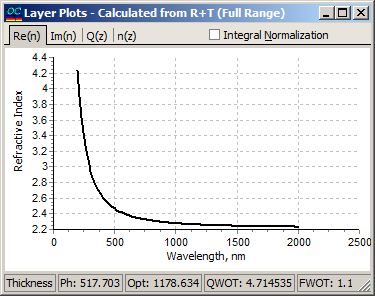 OC Layer Plots - Calculated from R+T (Full Range)
Re(n) Im(n) Q(z) n(z) Integral Normalization
4.4
4.2
4
3.8
3.6
3.4
3.2
3
2.8
2.6
2.4
2.2
Refractive Index
0 500 1000 1500 2000 2500
Wavelength, nm
Thickness Ph: 517.703 Opt: 1178.634 QWOT: 4.714535 FWOT: 1.1